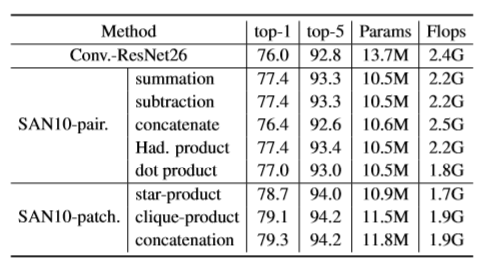 Method top-1 top-5 Params Flops
Conv.-ResNet26 76.0 92.8 13.7M 2.4G
summation 77.4 93.3 10.5M 2.2G
subtraction 77.4 93.3 10.5M 2.2G
SAN10-pair. concatenate 76.4 92.6 10.6M 2.5G
Had. product 77.4 93.4 10.5M 2.2G
dot product 77.0 93.0 10.5M 1.8G
star-product 78.7 94.0 10.9M 1.7G
SAN10-patch. clique-product 79.1 94.2 11.5M 1.9G
concatenation 79.3 94.2 11.8M 1.9G